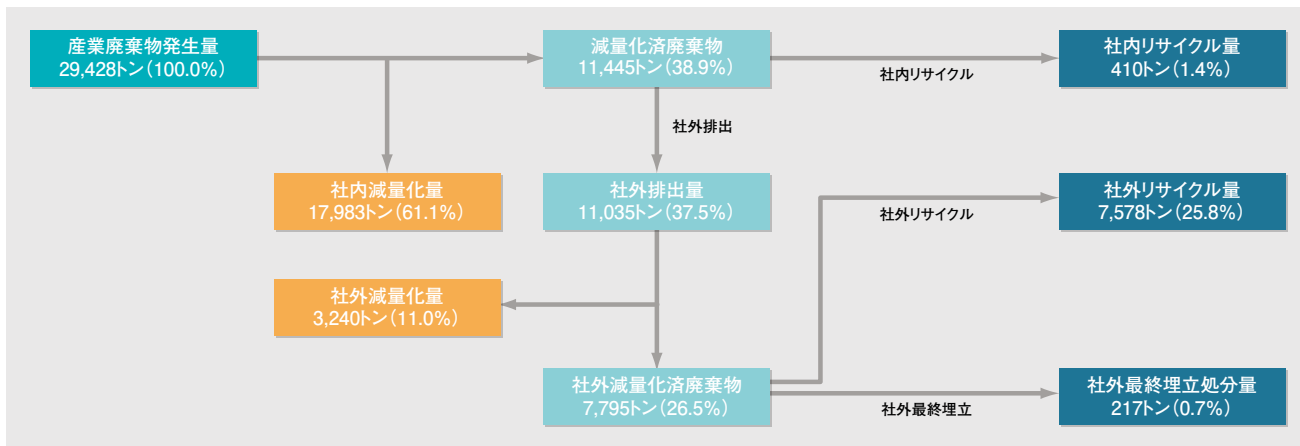 産業廃棄物発生量
29,428トン(100.0%)
減量化済廃棄物
11,445トン(38.9%)
社内リサイクル
社内リサイクル量
410トン(1.4%)
社外排出
社内減量化量
17,983トン(61.1%)
社外排出量
11,035トン(37.5%)
社外リサイクル
社外リサイクル量
7,578トン(25.8%)
社外減量化量
3,240トン(11.0%)
社外減量化済廃棄物
7,795トン(26.5%)
社外最終埋立
社外最終埋立処分量
217トン(0.7%)